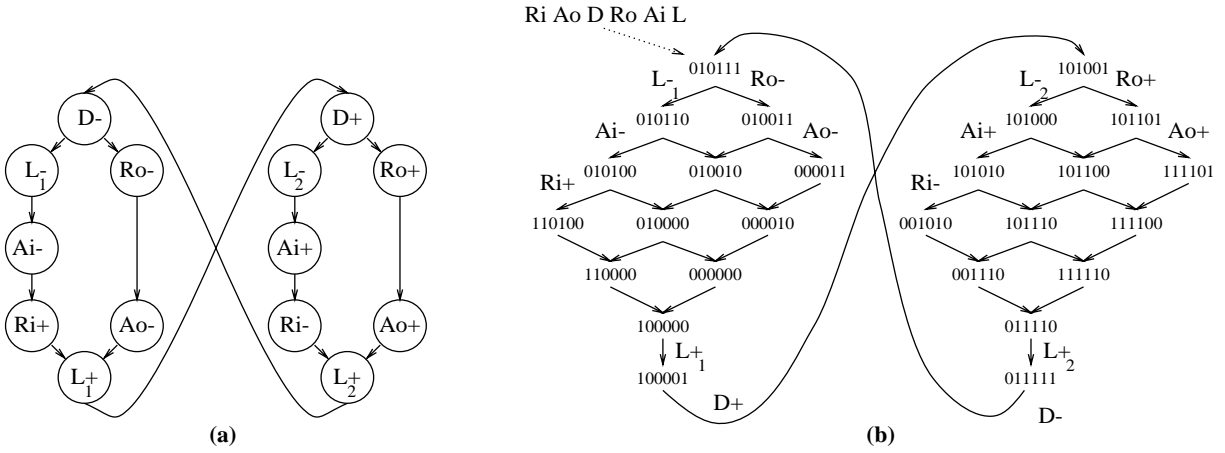 Ri Ao D Ro Ai L
D-
L-1
Ro-
Ai-
Ri+
Ao-
L+1
D+
L-2
Ro+
Ai+
Ri-
Ao+
L+2
(a)
010111
L-1 Ro-
010110 010011
Ai- Ao-
010100 010010 000011
Ri+
110100 010000 000010
110000 000000
100000
L+1
100001
D+
101001
L-2 Ro+
101000 101101
Ai+ Ao+
101010 101100 111101
Ri-
001010 101110 111100
001110 111110
011110
L+2
011111
D-
(b)